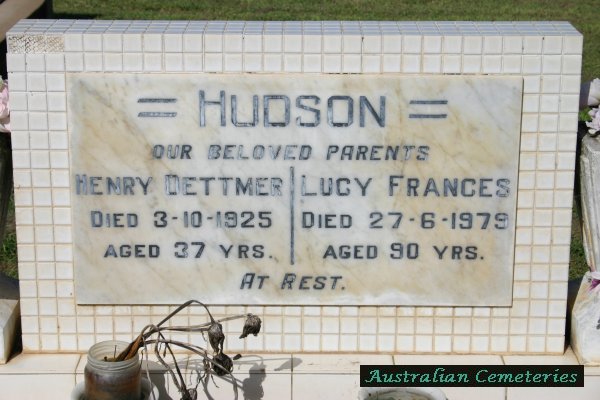 = HUDSON =
OUR BELOVED PARENTS
HENRY DETTMER | LUCY FRANCES
DIED 3-10-1925 | DIED 27-6-1979
AGED 37 YRS. | AGED 90 YRS.
AT REST.
Australian Cemeteries